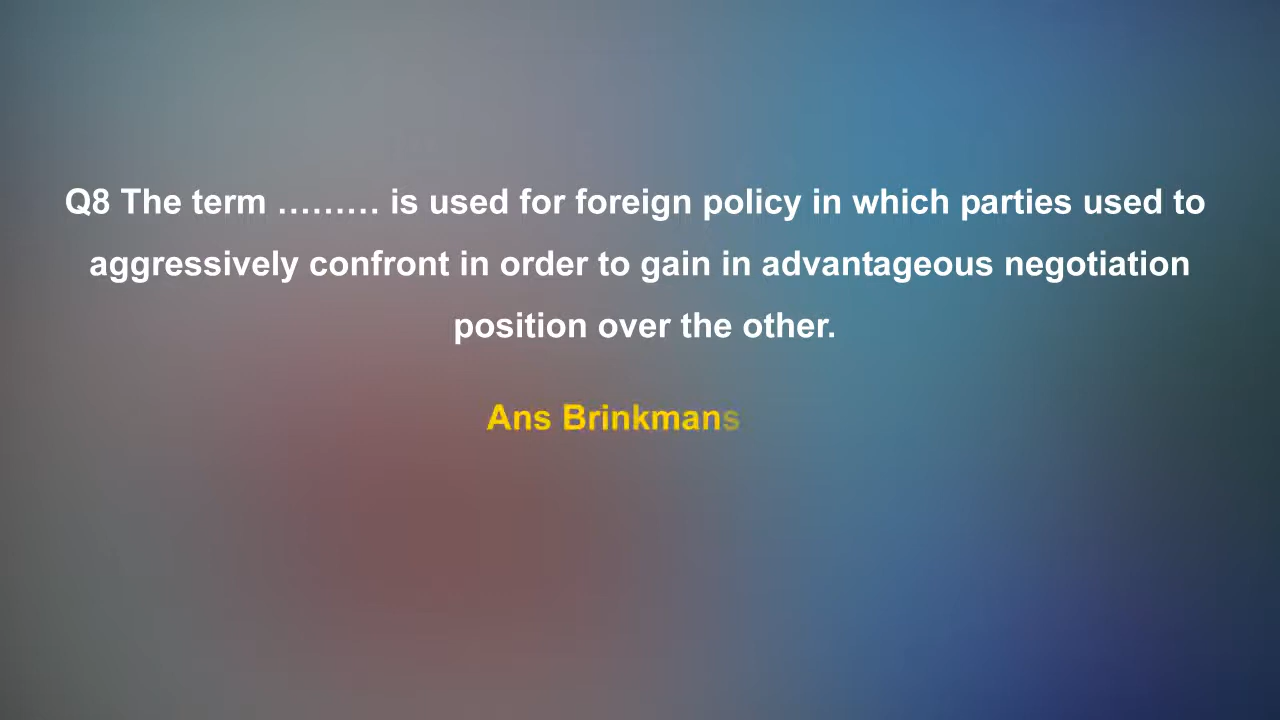 Q8 The term ……… is used for foreign policy in which parties used to
aggressively confront in order to gain in advantageous negotiation
position over the other.
Ans Brinkmans